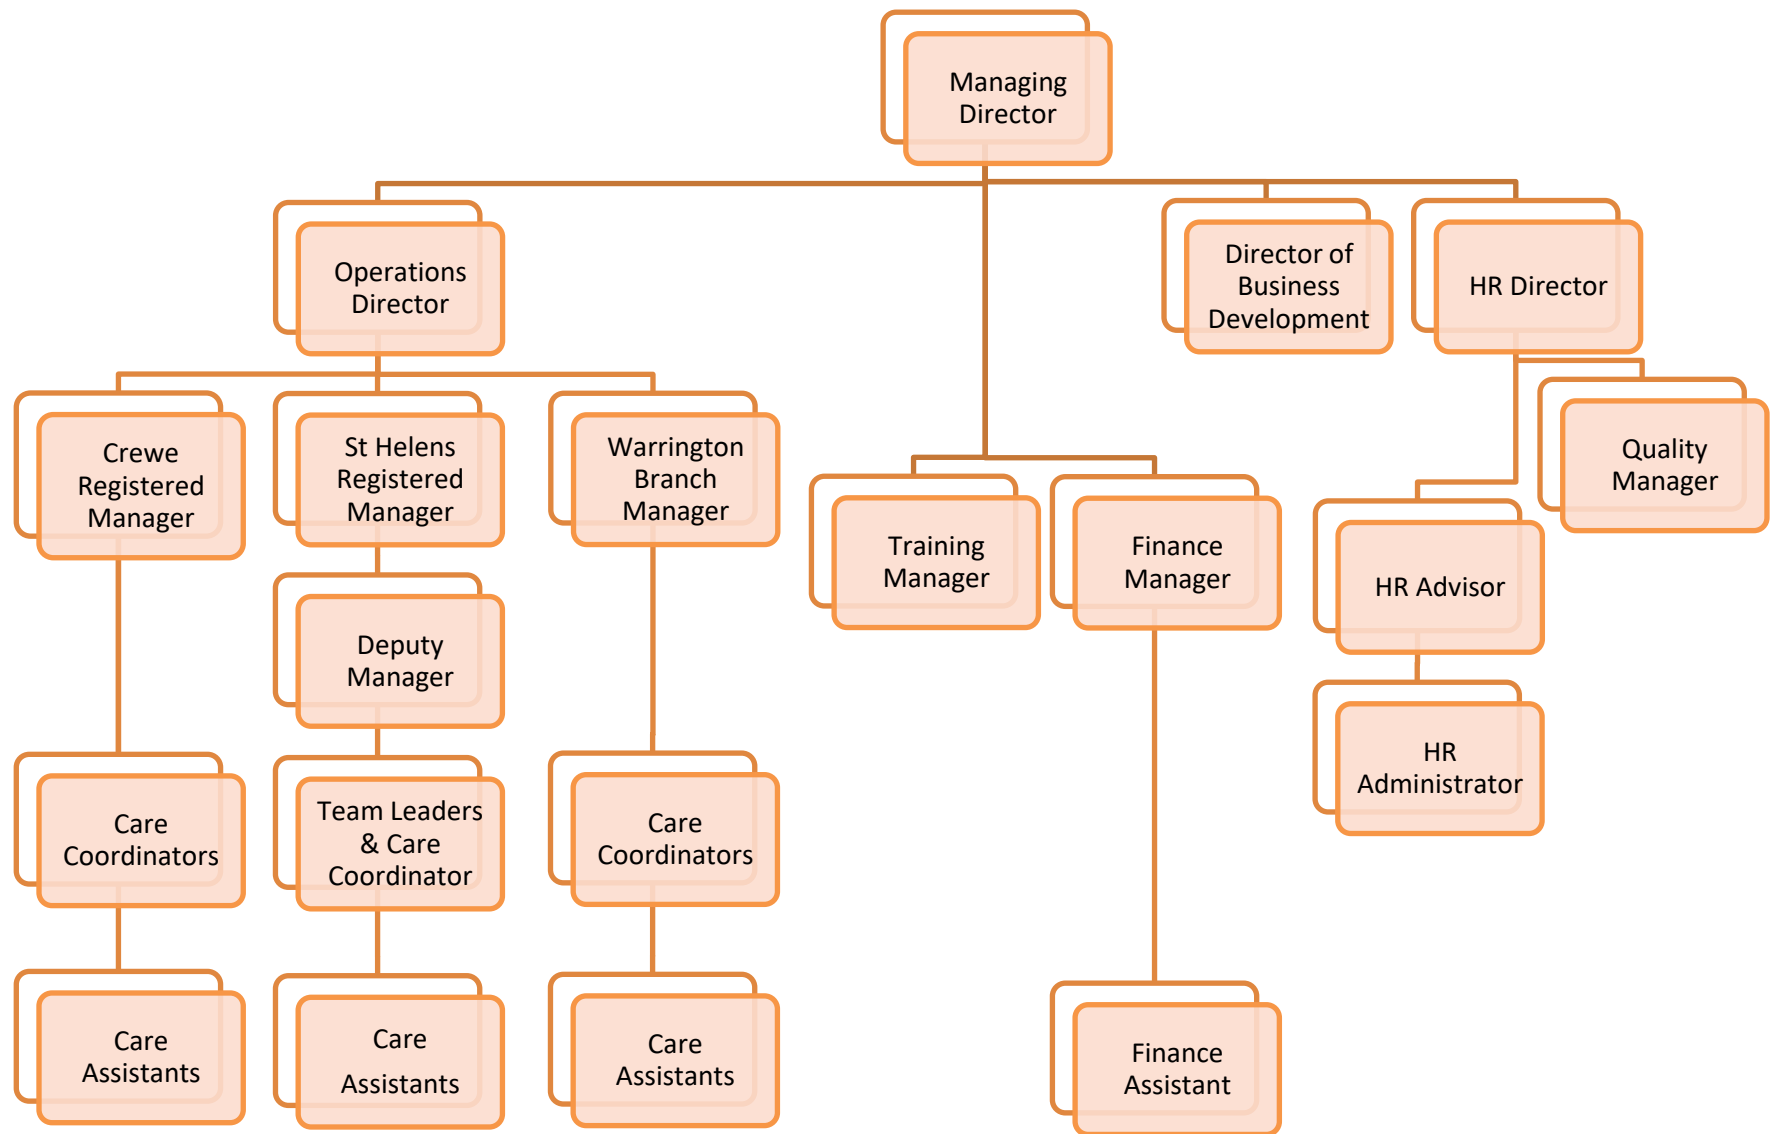 Managing
Director
Operations
Director
Director of
Business
Development
HR Director
Crewe
Registered
Manager
St Helens
Registered
Manager
Warrington
Branch
Manager
Quality
Manager
Training
Manager
Finance
Manager
HR Advisor
Deputy
Manager
HR
Administrator
Care
Coordinators
Team Leaders
& Care
Coordinator
Care
Coordinators
Care
Assistants
Care
Assistants
Care
Assistants
Finance
Assistant